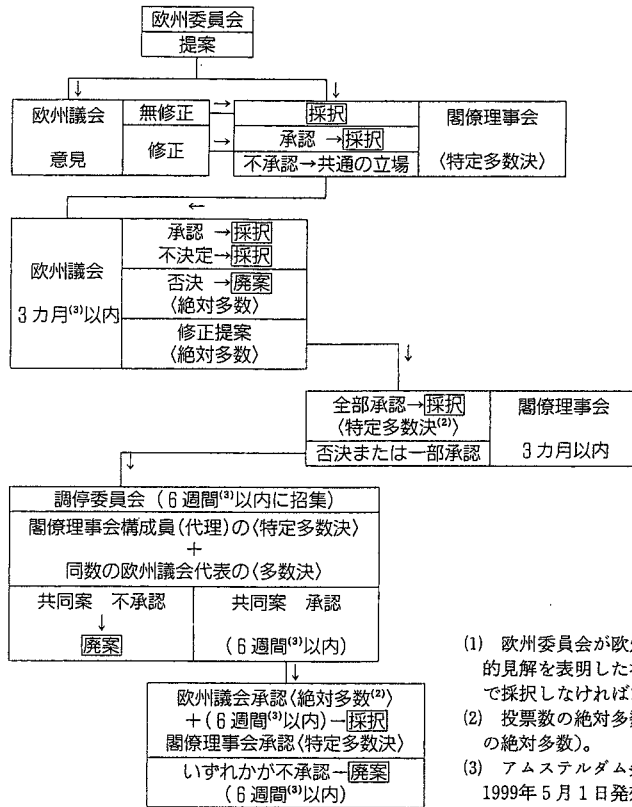 欧州委員会
提案
欧州議会
意見
無修正
修正
採択
承認 →採択
不承認→共通の立場
閣僚理事会
〈特定多数決〉
欧州議会
3カ月⁽³⁾以内
承認 →採択
不決定→採択
否決 →廃案
〈絶対多数〉
修正提案
〈絶対多数〉
全部承認→採択
〈特定多数決⁽²⁾〉
否決または一部承認
閣僚理事会
3カ月以内
調停委員会（6週間⁽³⁾以内に招集）
閣僚理事会構成員(代理)の〈特定多数決〉
+
同数の欧州議会代表の〈多数決〉
共同案 不承認
↓
廃案
共同案 承認
(6週間⁽³⁾以内)
欧州議会承認〈絶対多数⁽²⁾〉
+(6週間⁽³⁾以内)→採択
閣僚理事会承認〈特定多数決〉
いずれかが不承認→廃案
(6週間⁽³⁾以内)
(1) 欧州委員会が欧州
的見解を表明した
で採択しなければ
(2) 投票数の絶対多数
の絶対多数)。
(3) アムステルダム
1999年5月1日発